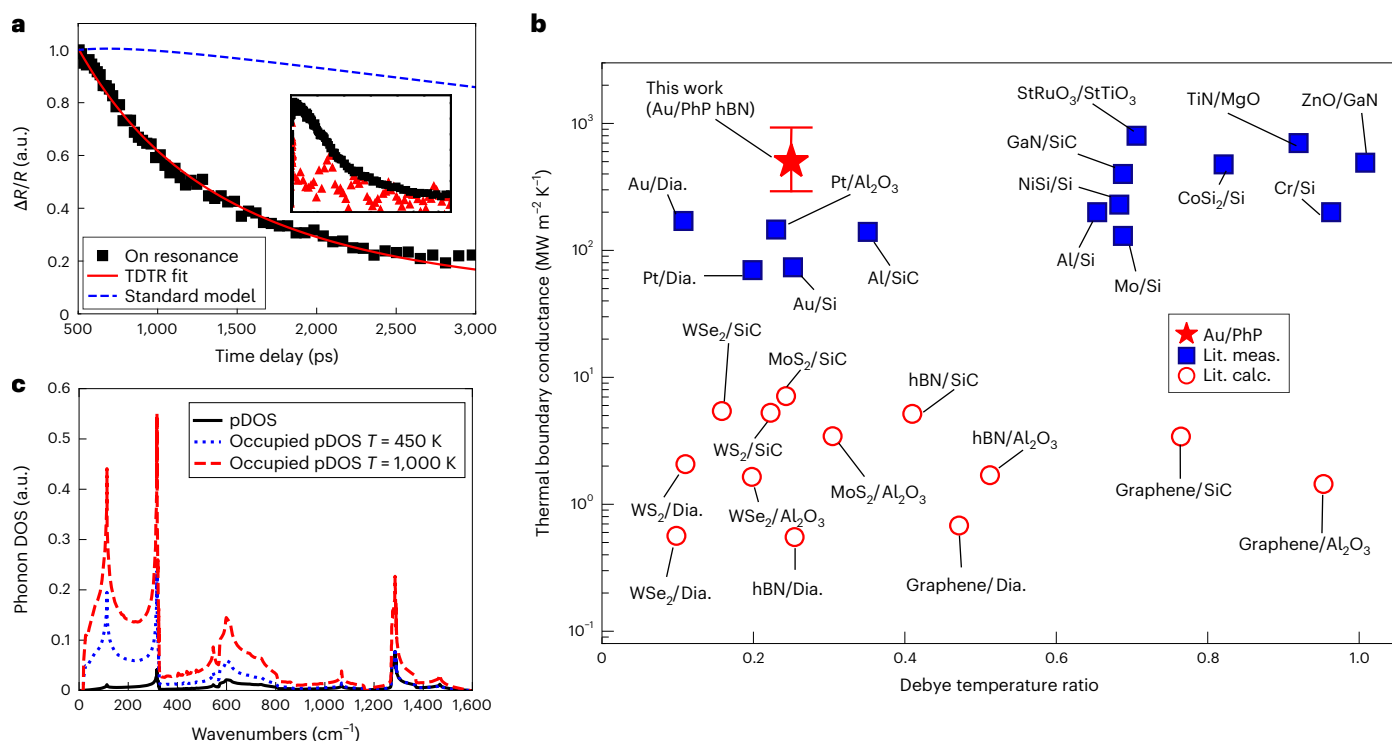 a
1.0
0.8
0.6
0.4
0.2
0
ΔR/R (a.u.)
On resonance
TDTR fit
Standard model
500
1,000
1,500
2,000
2,500
3,000
Time delay (ps)
b
Thermal boundary conductance (MW m⁻² K⁻¹)
10³
10²
10¹
10⁰
10⁻¹
This work
(Au/PhP hBN)
StRuO₃/StTiO₃
TiN/MgO
ZnO/GaN
GaN/SiC
NiSi/Si
CoSi₂/Si
Cr/Si
Au/Dia.
Pt/Al₂O₃
Al/Si
Mo/Si
Pt/Dia.
Au/Si
Al/SiC
Au/PhP
Lit. meas.
Lit. calc.
WSe₂/SiC
MoS₂/SiC
hBN/SiC
WS₂/SiC
hBN/Al₂O₃
MoS₂/Al₂O₃
Graphene/SiC
WS₂/Dia.
WSe₂/Al₂O₃
Graphene/Al₂O₃
WSe₂/Dia.
hBN/Dia.
Graphene/Dia.
0
0.2
0.4
0.6
0.8
1.0
Debye temperature ratio
c
0.6
0.5
0.4
0.3
0.2
0.1
0
Phonon DOS (a.u.)
pDOS
Occupied pDOS T = 450 K
Occupied pDOS T = 1,000 K
0
200
400
600
800
1,000
1,200
1,400
1,600
Wavenumbers (cm⁻¹)